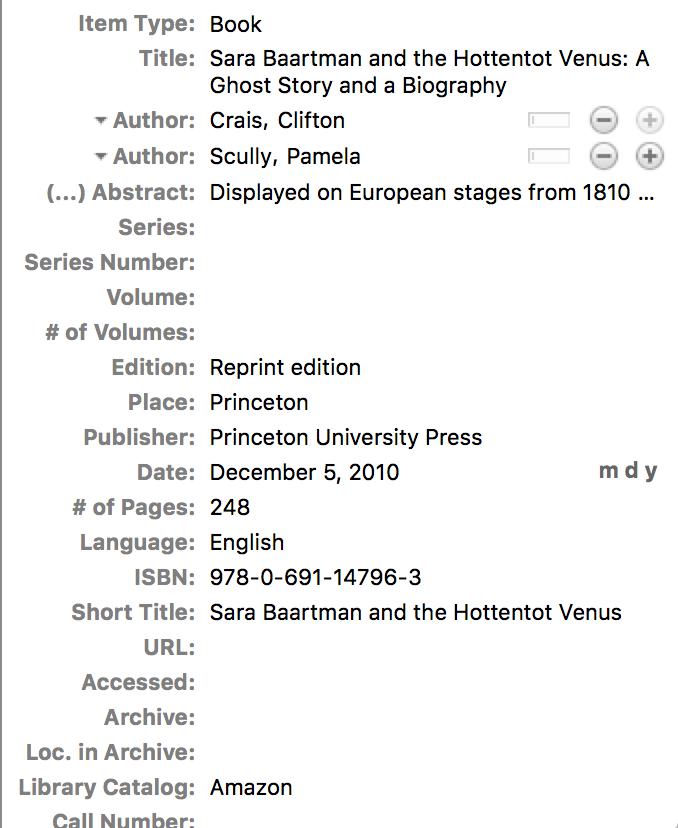 Item Type: Book
Title: Sara Baartman and the Hottentot Venus: A
Ghost Story and a Biography
Author: Crais, Clifton
Author: Scully, Pamela
(...) Abstract: Displayed on European stages from 1810 ...
Series:
Series Number:
Volume:
# of Volumes:
Edition: Reprint edition
Place: Princeton
Publisher: Princeton University Press
Date: December 5, 2010 m d y
# of Pages: 248
Language: English
ISBN: 978-0-691-14796-3
Short Title: Sara Baartman and the Hottentot Venus
URL:
Accessed:
Archive:
Loc. in Archive:
Library Catalog: Amazon
Call Number: